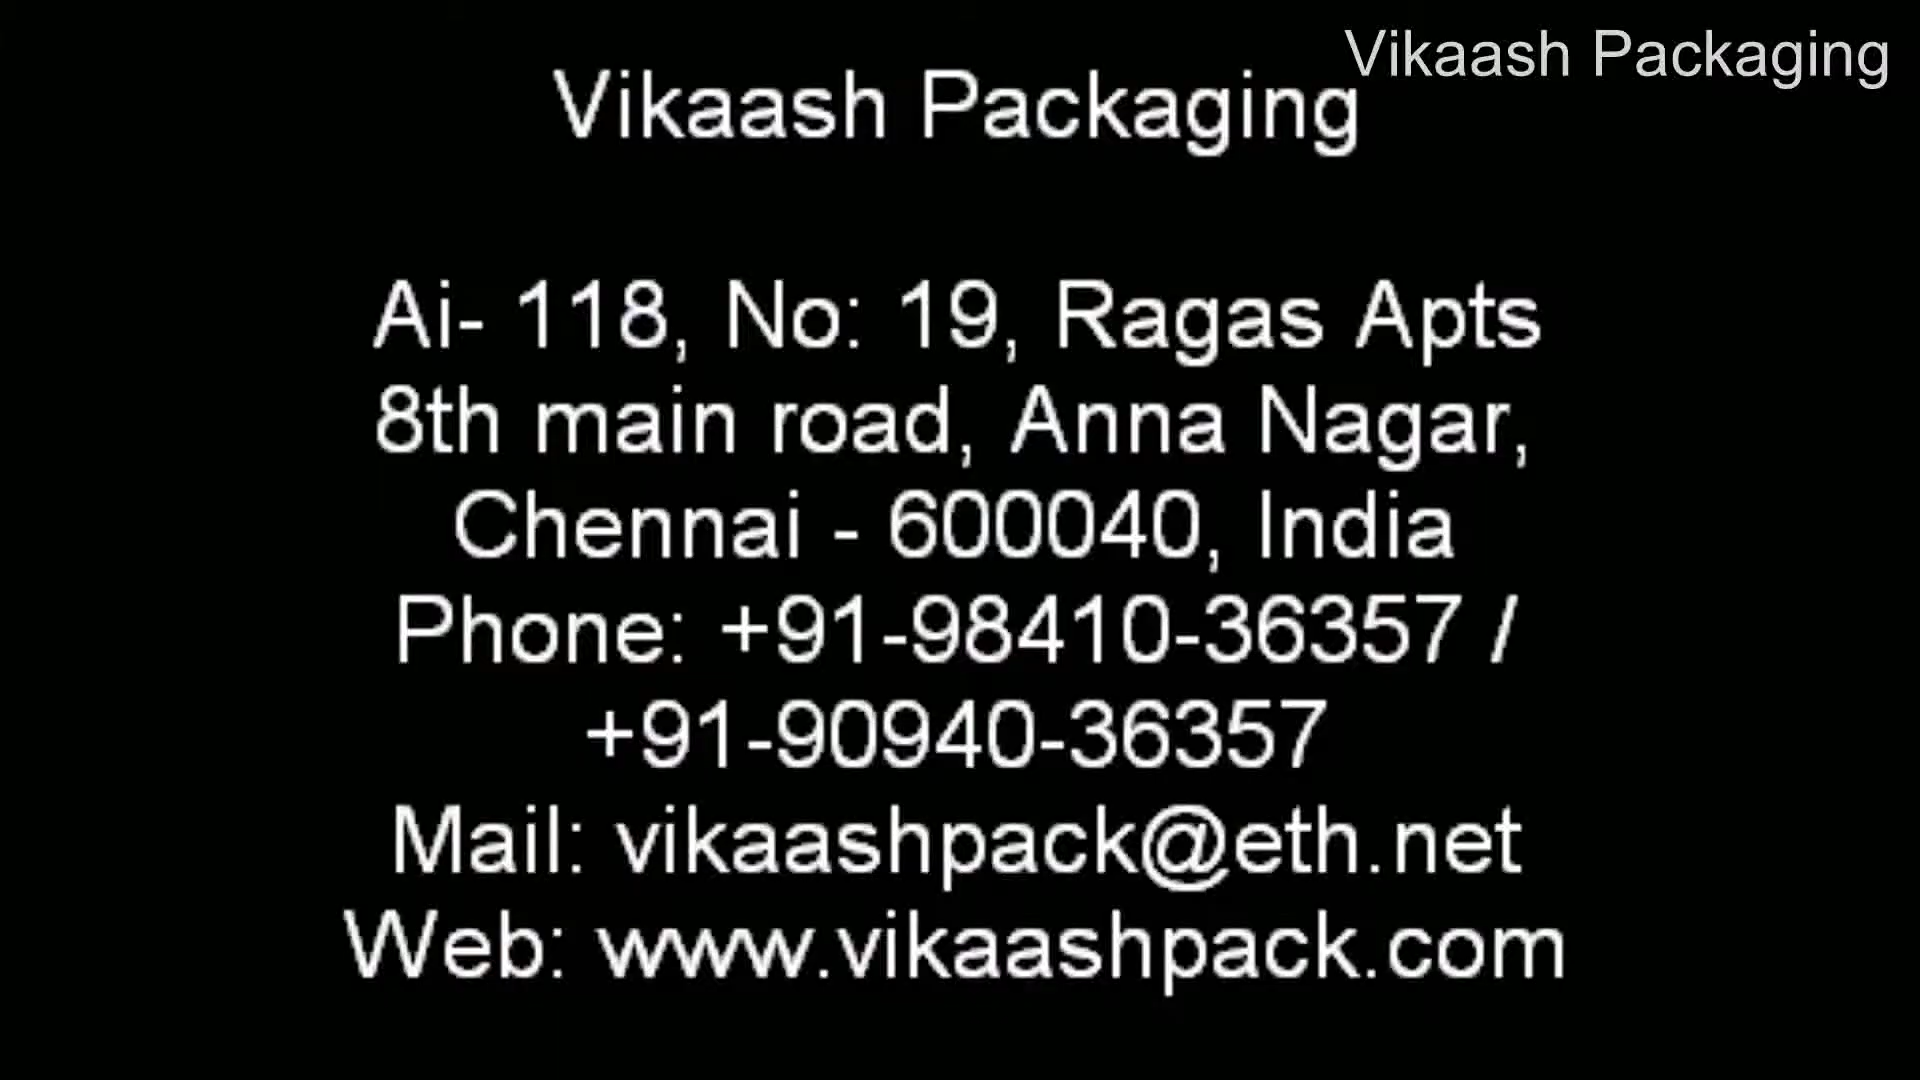 Vikaash Packaging
Vikaash Packaging
Ai- 118, No: 19, Ragas Apts
8th main road, Anna Nagar,
Chennai - 600040, India
Phone: +91-98410-36357 /
+91-90940-36357
Mail: vikaashpack@eth.net
Web: www.vikaashpack.com